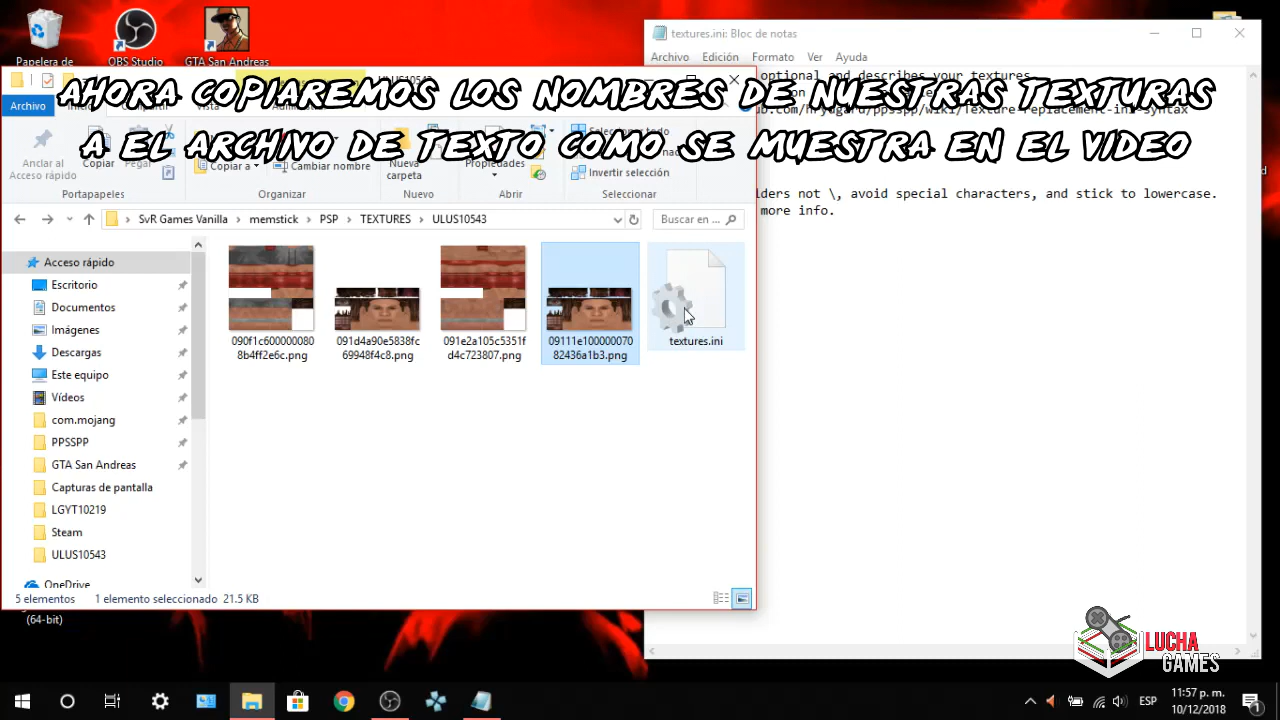 AHORA COPIAREMOS LOS NOMBRES DE NUESTRAS TEXTURAS
A EL ARCHIVO DE TEXTO COMO SE MUESTRA EN EL VIDEO
Papelera de
OBS Studio
GTA San Andreas
textures.ini: Bloc de notas
Archivo Edición Formato Ver Ayuda
optional and describes your textures
lders not \, avoid special characters, and stick to lowercase.
more info.
ULUS10543
Archivo
Anclar al
Acceso rápido
Copiar
Pegar
Copiar a
Cambiar nombre
Nueva
carpeta
Propiedades
Seleccionar todo
Invertir selección
Portapapeles
Organizar
Nuevo
Abrir
Seleccionar
SvR Games Vanilla > memstick > PSP > TEXTURES > ULUS10543
Buscar en ...
Acceso rápido
Escritorio
Documentos
Imágenes
Descargas
Este equipo
Vídeos
com.mojang
PPSSPP
GTA San Andreas
Capturas de pantalla
LGYT10219
Steam
ULUS10543
OneDrive
090f1c600000080
8b4ff2e6c.png
091d4a90e5838fc
69948f4c8.png
091e2a105c5351f
d4c723807.png
09111e100000070
82436a1b3.png
textures.ini
5 elementos
1 elemento seleccionado 21.5 KB
(64-bit)
LUCHA
GAMES
ESP
11:57 p. m.
10/12/2018
1